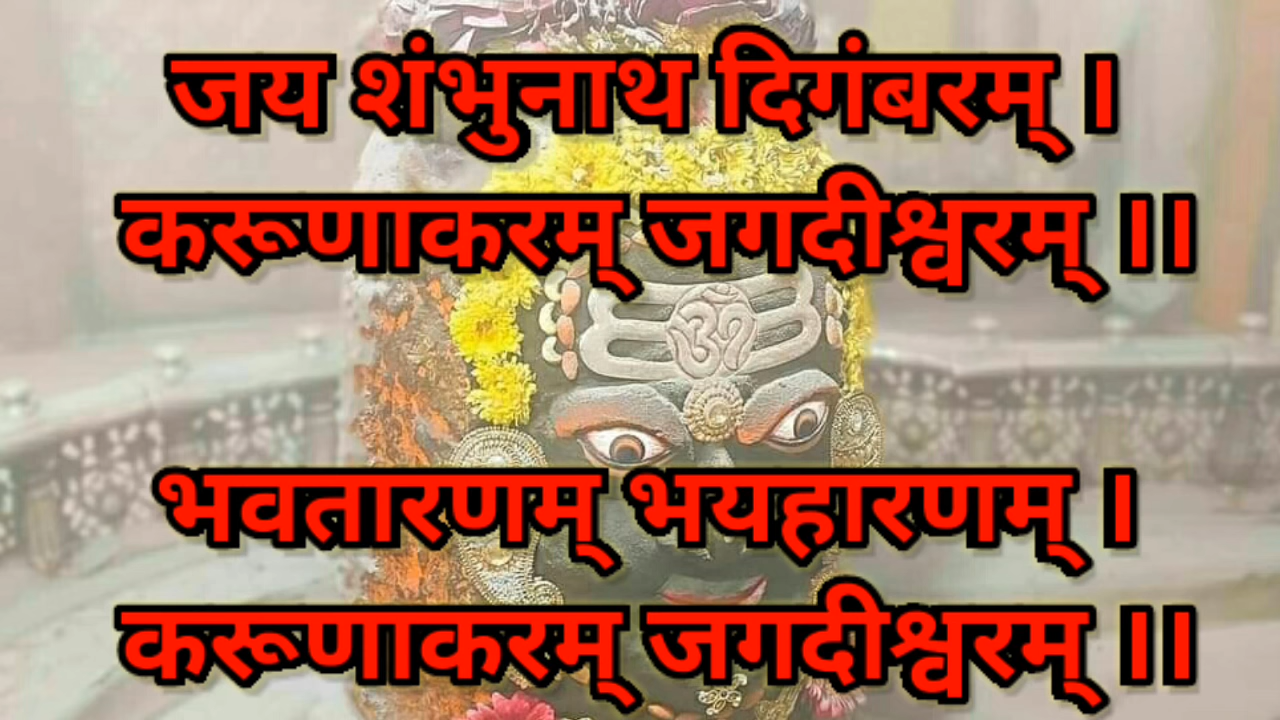 जय शंभुनाथ दिगंबरम् ।
करूणाकरम् जगदीश्वरम् ।।
ॐ
भवतारणम् भयहारणम् ।
करूणाकरम् जगदीश्वरम् ।।